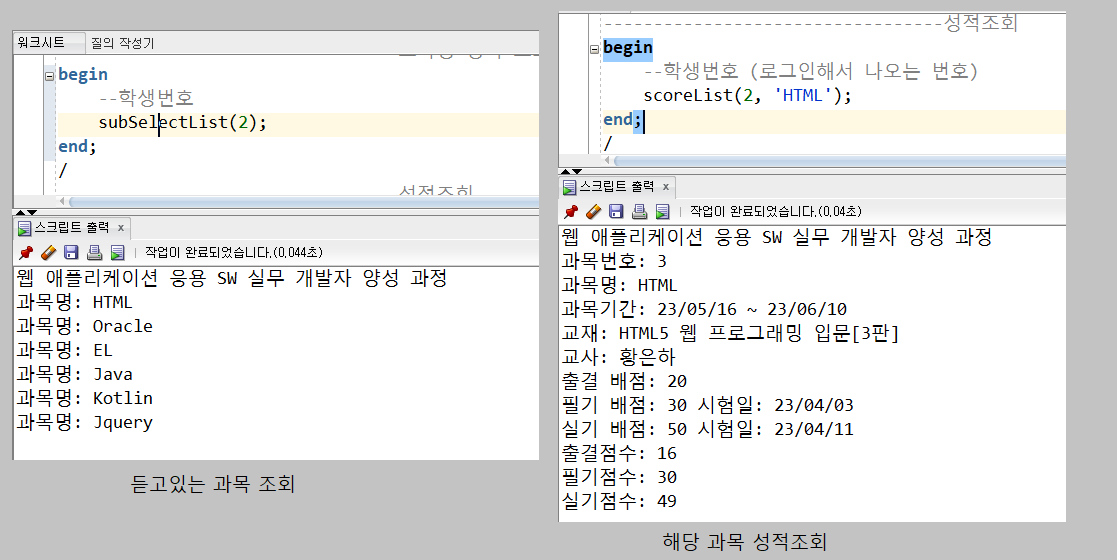 워크시트 질의 작성기
begin
--학생번호
subSelectList(2);
end;
/
성적조회
스크립트 출력 x
작업이 완료되었습니다.(0,044초)
웹 애플리케이션 응용 SW 실무 개발자 양성 과정
과목명: HTML
과목명: Oracle
과목명: EL
과목명: Java
과목명: Kotlin
과목명: Jquery
듣고있는 과목 조회
-----------------------------------성적조회
begin
--학생번호 (로그인해서 나오는 번호)
scoreList(2, 'HTML');
end;
/
스크립트 출력 x
작업이 완료되었습니다.(0,04초)
웹 애플리케이션 응용 SW 실무 개발자 양성 과정
과목번호: 3
과목명: HTML
과목기간: 23/05/16 ~ 23/06/10
교재: HTML5 웹 프로그래밍 입문[3판]
교사: 황은하
출결 배점: 20
필기 배점: 30 시험일: 23/04/03
실기 배점: 50 시험일: 23/04/11
출결점수: 16
필기점수: 30
실기점수: 49
해당 과목 성적조회